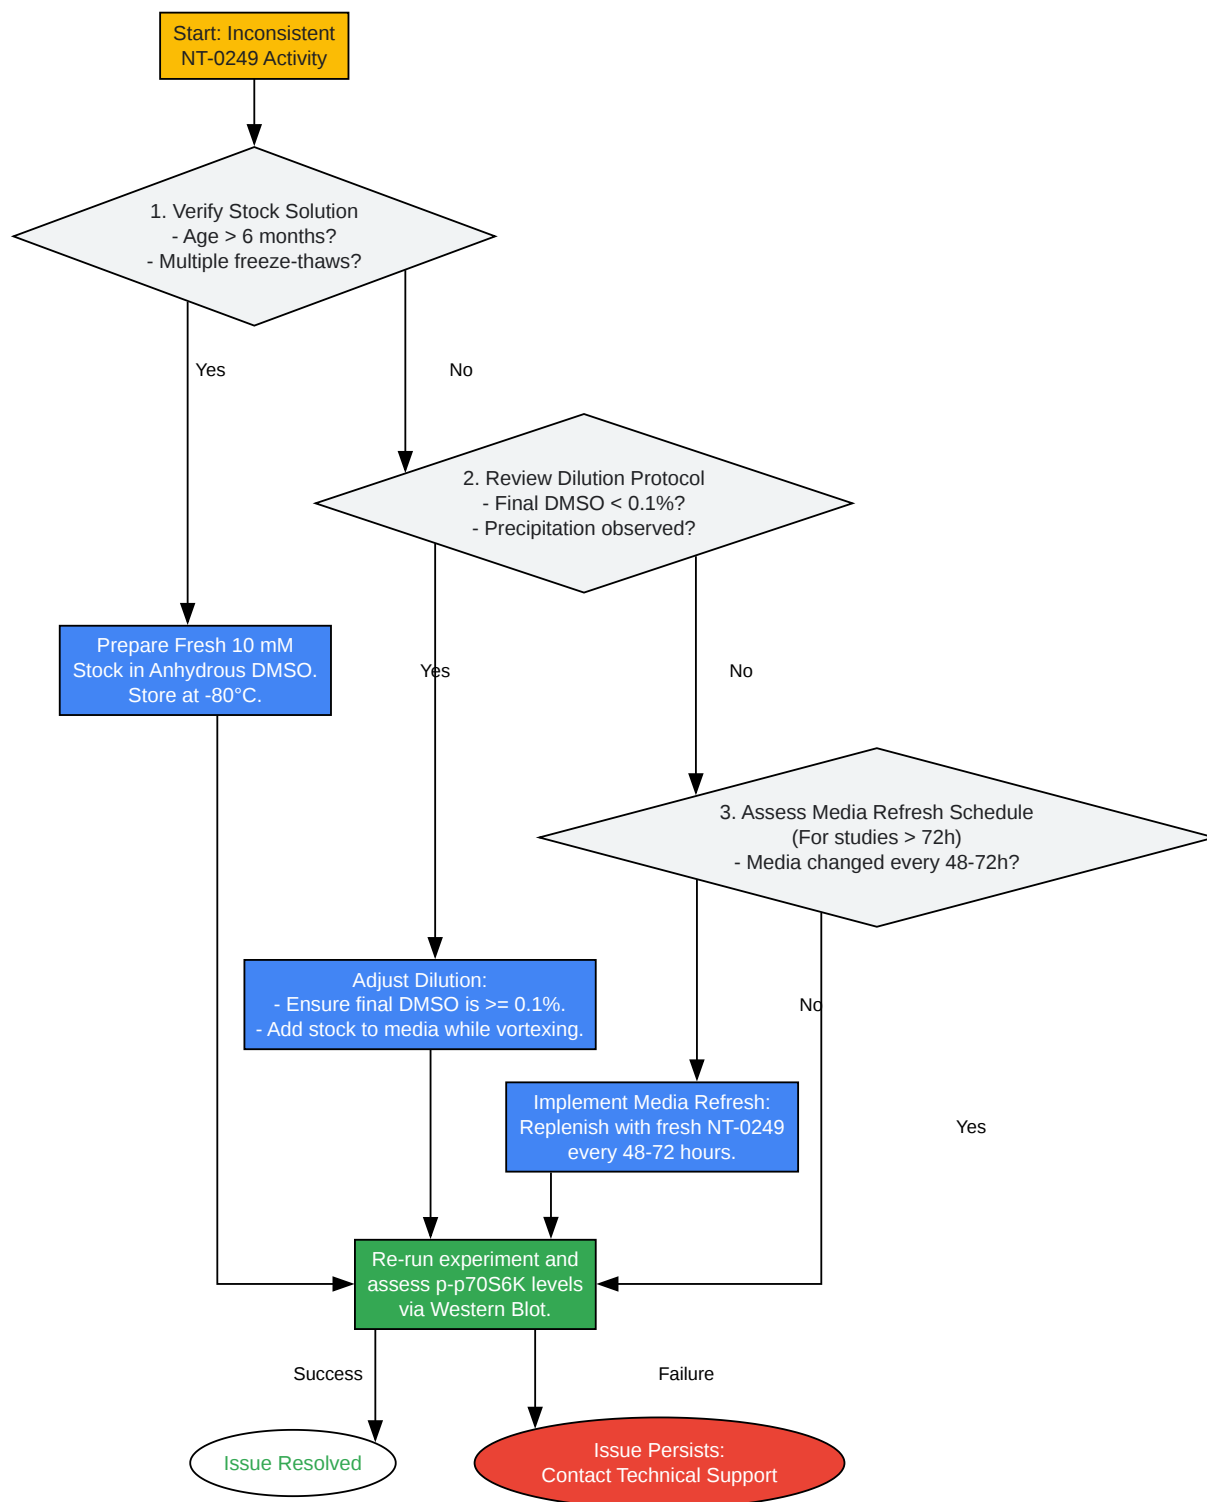 Start: Inconsistent
NT-0249 Activity
1. Verify Stock Solution
- Age > 6 months?
- Multiple freeze-thaws?
Yes
No
2. Review Dilution Protocol
- Final DMSO < 0.1%?
- Precipitation observed?
Prepare Fresh 10 mM
Stock in Anhydrous DMSO.
Store at -80°C.
Yes
No
3. Assess Media Refresh Schedule
(For studies > 72h)
- Media changed every 48-72h?
Adjust Dilution:
- Ensure final DMSO is >= 0.1%.
- Add stock to media while vortexing.
No
Implement Media Refresh:
Replenish with fresh NT-0249
every 48-72 hours.
Yes
Re-run experiment and
assess p-p70S6K levels
via Western Blot.
Success
Failure
Issue Resolved
Issue Persists:
Contact Technical Support